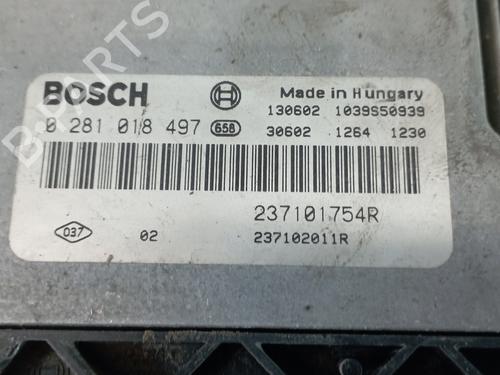 B-PARTS
BOSCH
Made in Hungary
130602 1039S50939
0 281 018 497 658
30602 1264 1230
237101754R
037 02 237102011R